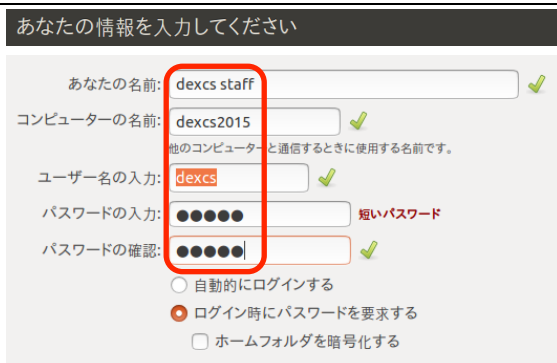 あなたの情報を入力してください
あなたの名前: dexcs staff
コンピューターの名前: dexcs2015
他のコンピューターと通信するときに使用する名前です。
ユーザー名の入力: dexcs
パスワードの入力: ●●●●● 短いパスワード
パスワードの確認: ●●●●●
自動的にログインする
ログイン時にパスワードを要求する
ホームフォルダを暗号化する